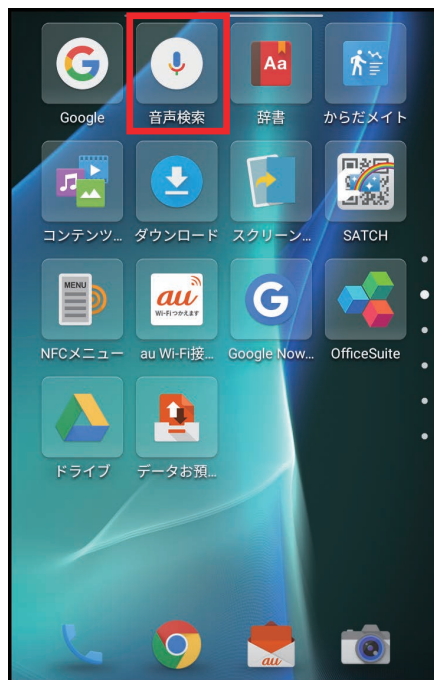 Google
音声検索
Aa
辞書
からだメイト
コンテンツ...
ダウンロード
スクリーン...
SATCH
MENU
NFCメニュー
au
Wi-Fiつかえます
au Wi-Fi接...
Google Now...
OfficeSuite
ドライブ
データお預...
au